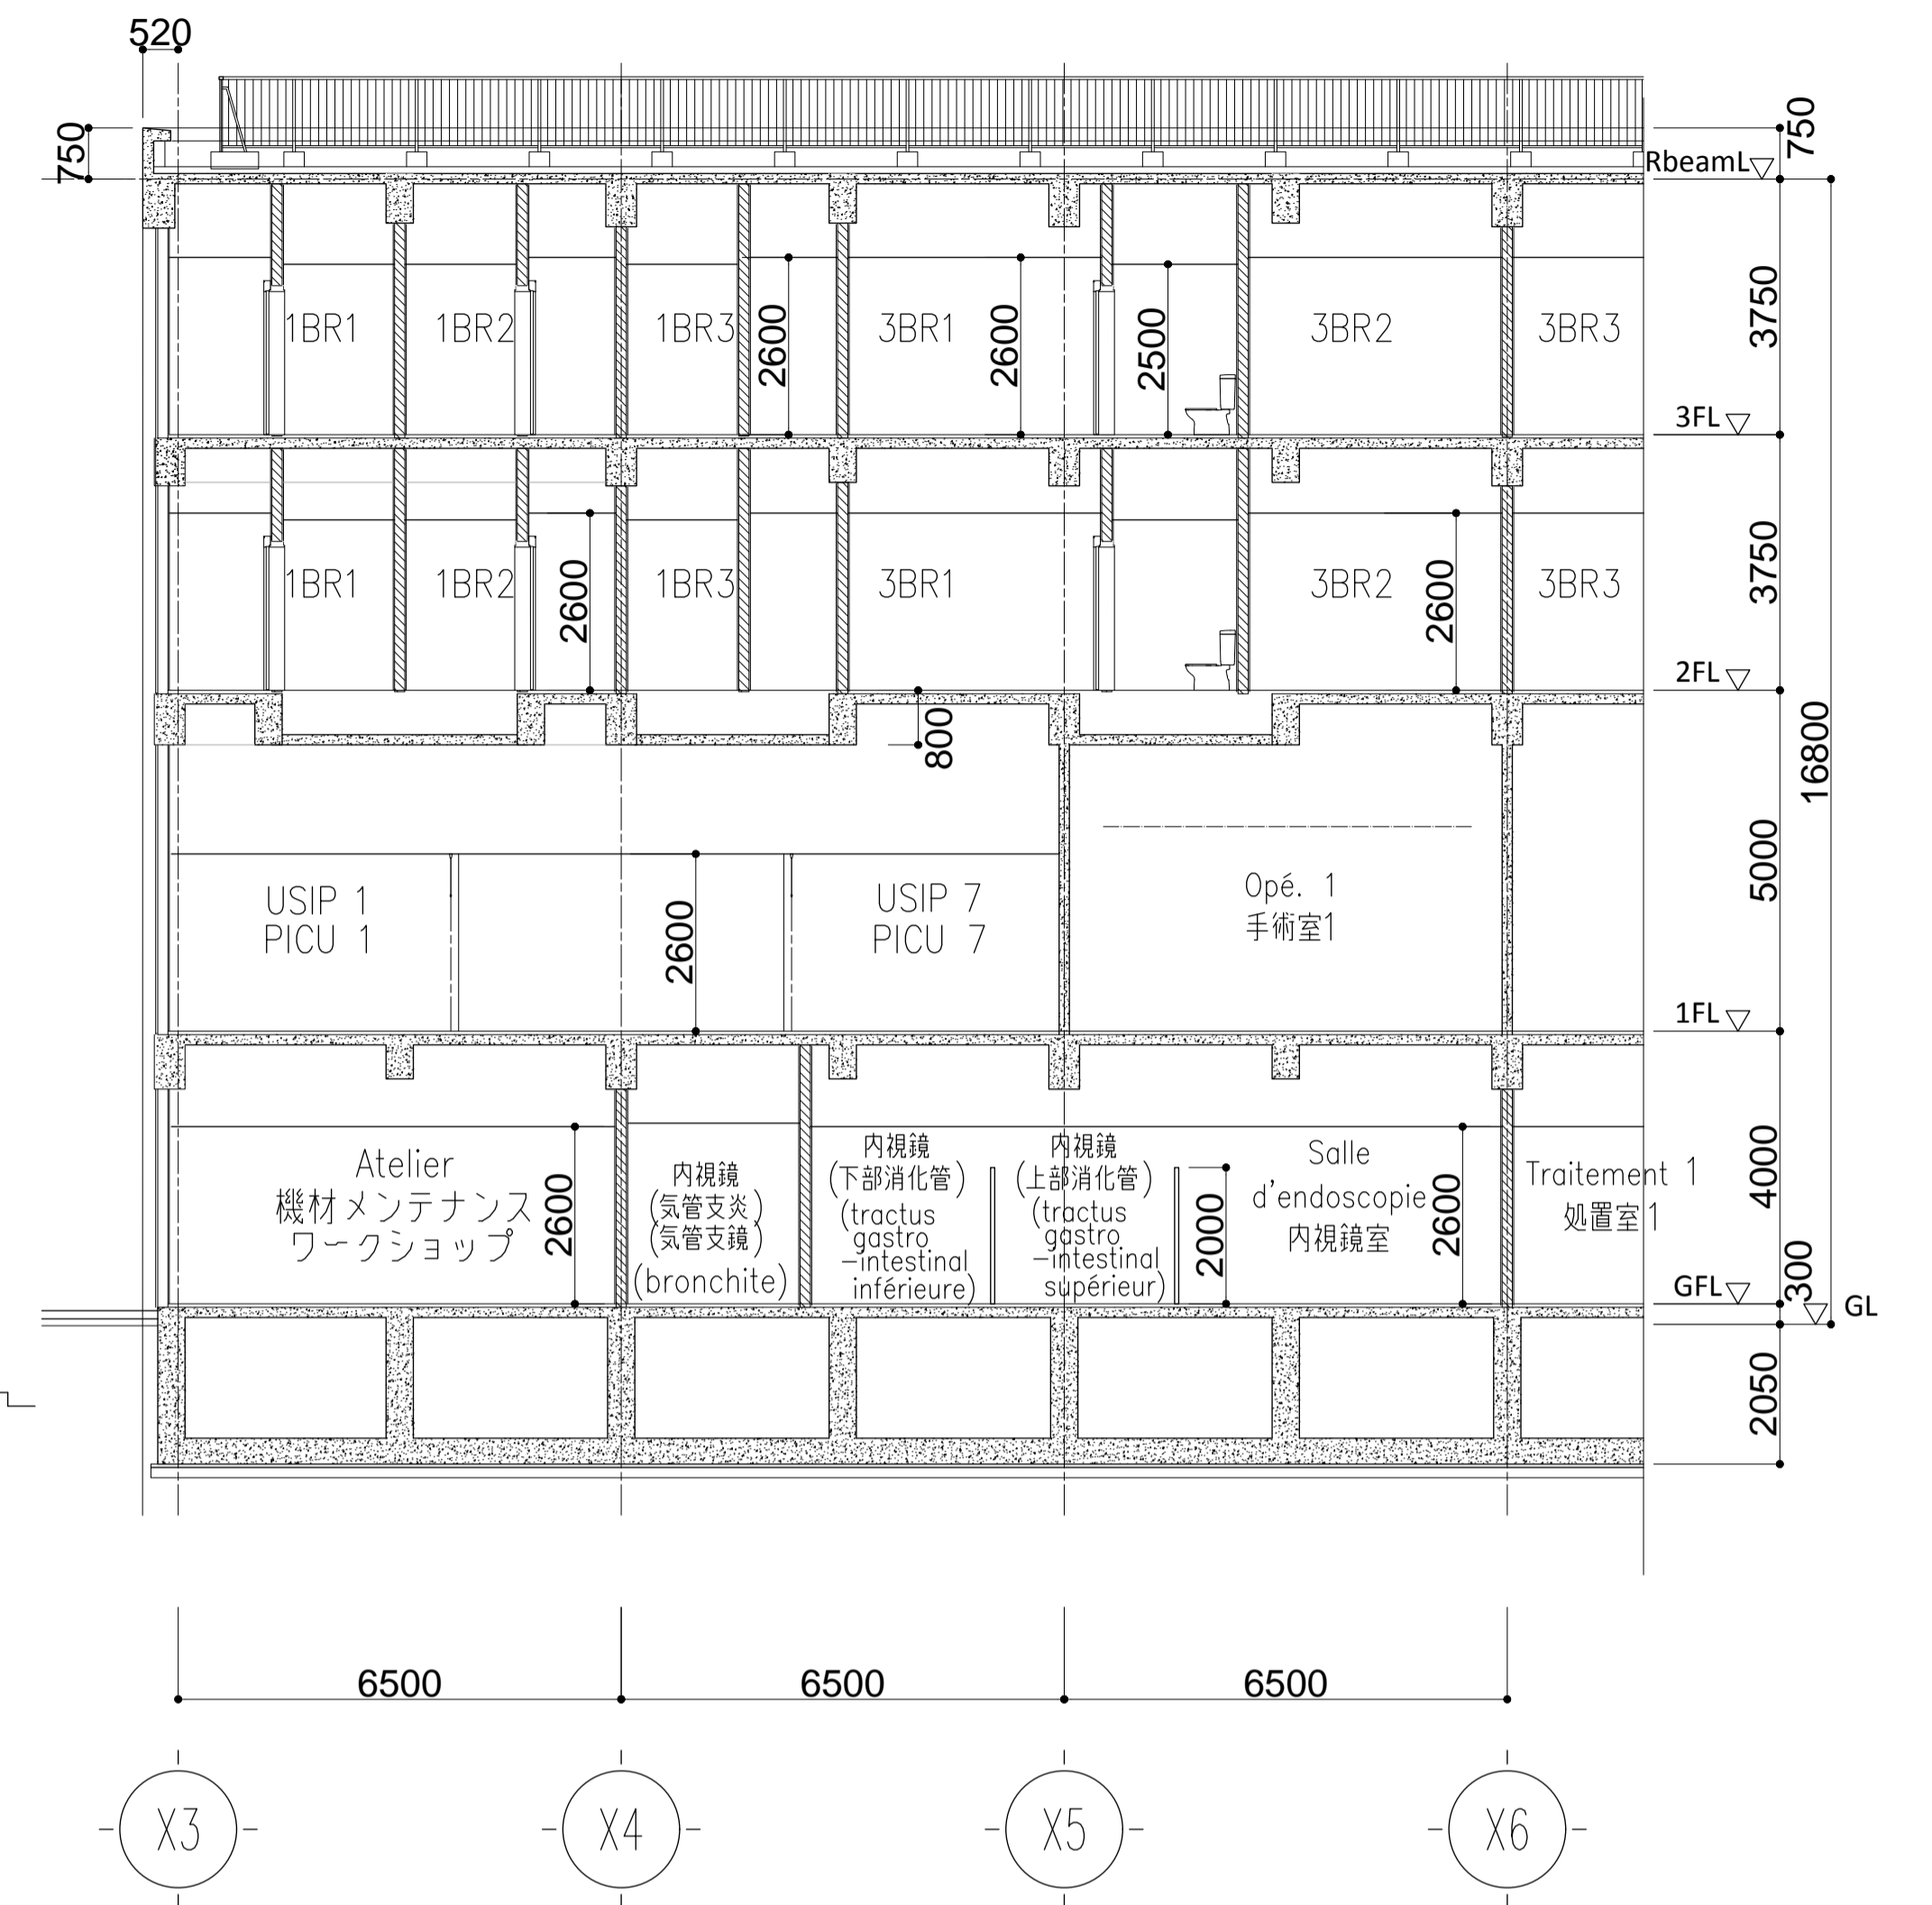 520
750
750
RbeamL
1BR1
1BR2
1BR3
2600
3BR1
2600
2500
3BR2
3BR3
3750
3FL
1BR1
1BR2
2600
1BR3
3BR1
3BR2
2600
3BR3
3750
2FL
800
16800
USIP 1
PICU 1
2600
USIP 7
PICU 7
Opé. 1
手術室1
5000
1FL
Atelier
機材メンテナンス
ワークショップ
2600
内視鏡
(気管支炎)
(気管支鏡)
(bronchite)
内視鏡
(下部消化管)
(tractus
gastro
-intestinal
inférieure)
内視鏡
(上部消化管)
(tractus
gastro
-intestinal
supérieur)
2000
Salle
d'endoscopie
内視鏡室
2600
Traitement 1
処置室1
4000
GFL
300
GL
2050
6500
6500
6500
X3
X4
X5
X6